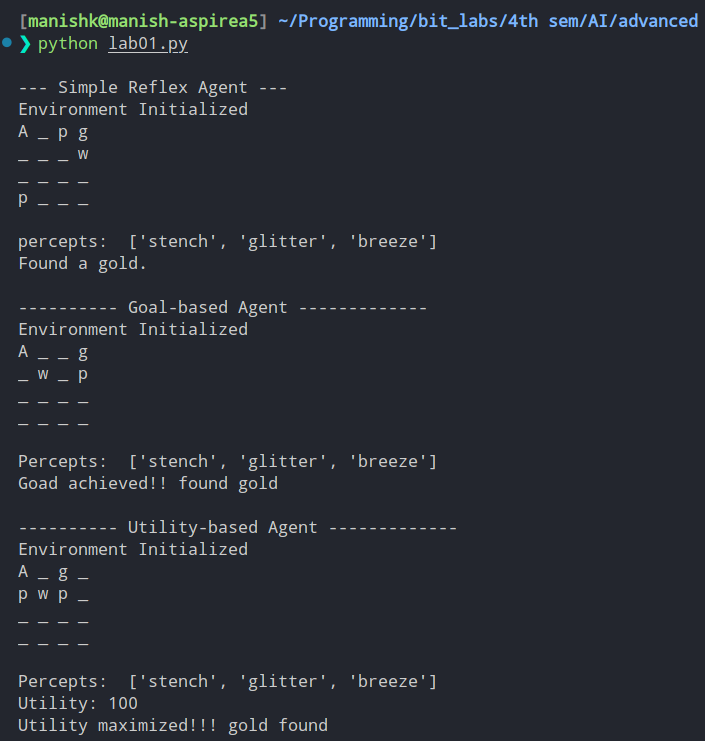 [manishk@manish-aspirea5] ~/Programming/bit_labs/4th sem/AI/advanced
❯ python lab01.py
--- Simple Reflex Agent ---
Environment Initialized
A _ p g
_ _ _ w
_ _ _ _
p _ _ _
percepts:  ['stench', 'glitter', 'breeze']
Found a gold.
---------- Goal-based Agent -------------
Environment Initialized
A _ _ g
_ w _ p
_ _ _ _
_ _ _ _
Percepts:  ['stench', 'glitter', 'breeze']
Goad achieved!! found gold
---------- Utility-based Agent -------------
Environment Initialized
A _ g _
p w p _
_ _ _ _
_ _ _ _
Percepts:  ['stench', 'glitter', 'breeze']
Utility: 100
Utility maximized!!! gold found